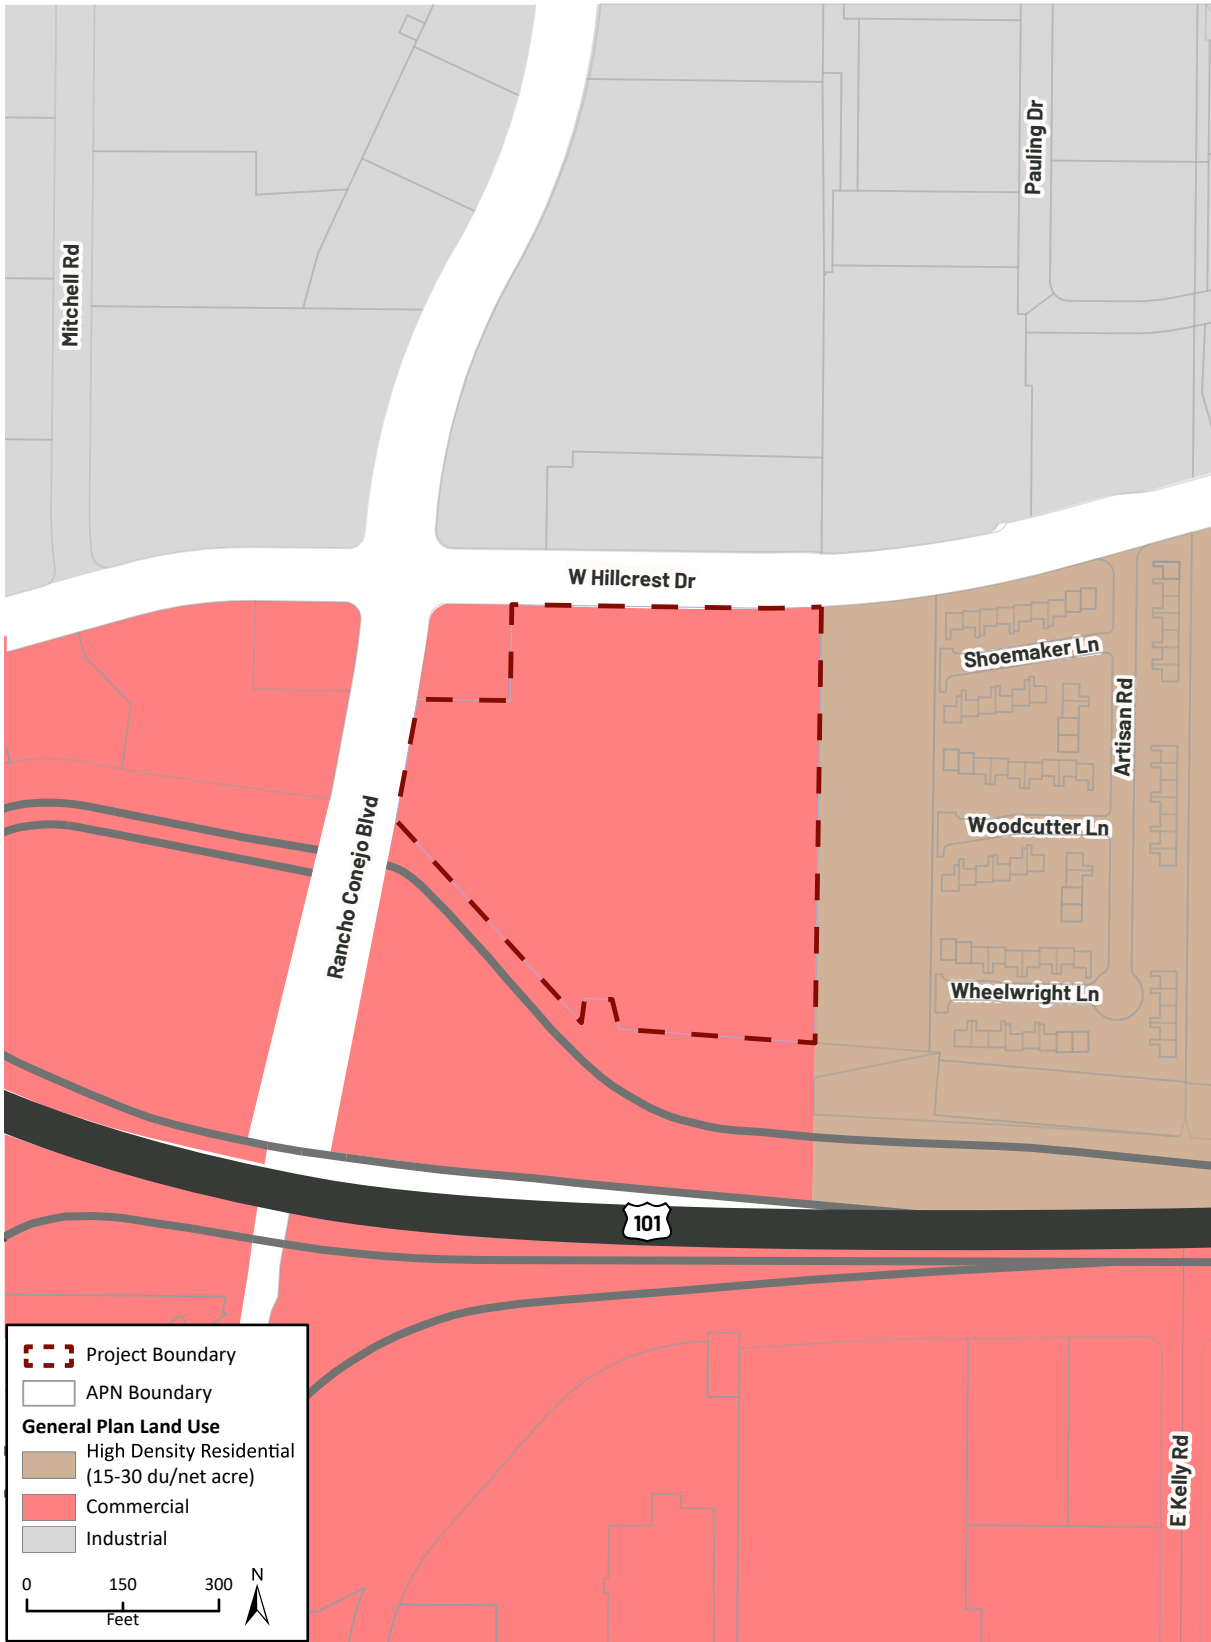 Pauling Dr
Mitchell Rd
W Hillcrest Dr
Shoemaker Ln
Artisan Rd
Woodcutter Ln
Rancho Conejo Blvd
Wheelwright Ln
101
E Kelly Rd
Project Boundary
APN Boundary
General Plan Land Use
High Density Residential
(15-30 du/net acre)
Commercial
Industrial
0 150 300
Feet
N